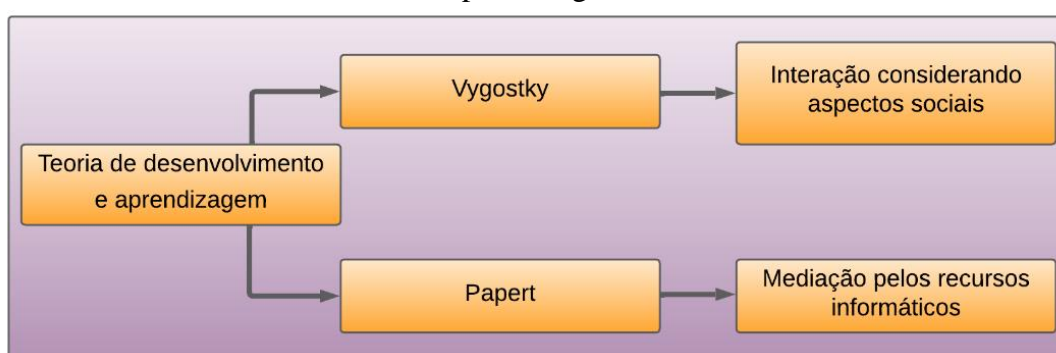 Vygostky
Interação considerando
aspectos sociais
Teoria de desenvolvimento
e aprendizagem
Papert
Mediação pelos recursos
informáticos